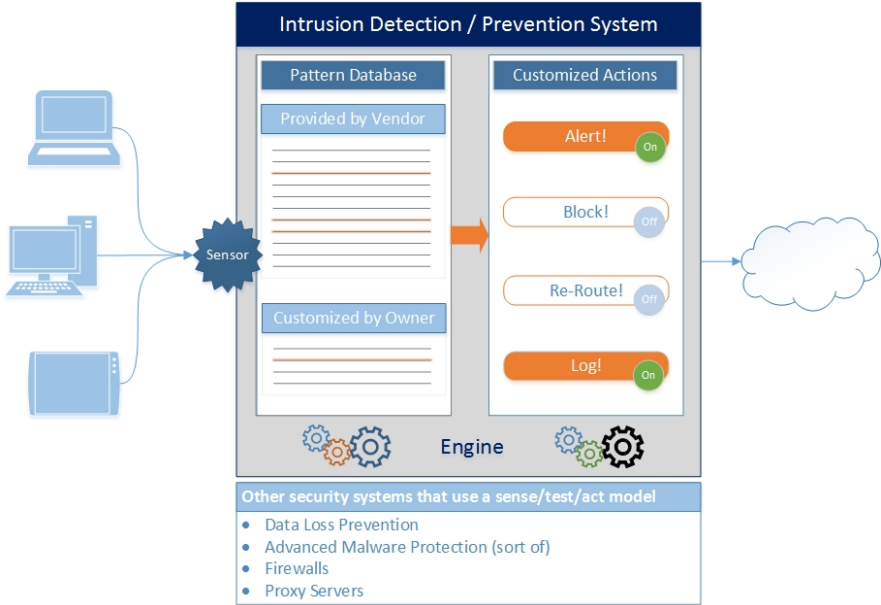 Intrusion Detection / Prevention System
Pattern Database
Customized Actions
Provided by Vendor
Alert!
On
Block!
Off
Sensor
Re-Route!
Off
Customized by Owner
Log!
On
Engine
Other security systems that use a sense/test/act model
• Data Loss Prevention
• Advanced Malware Protection (sort of)
• Firewalls
• Proxy Servers